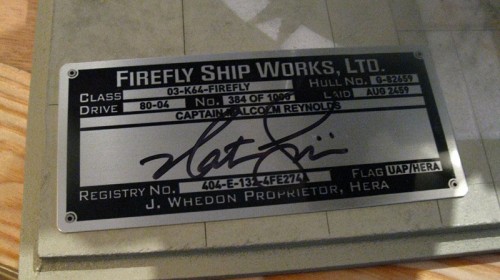 FIREFLY SHIP WORKS, LTD.
CLASS 03-K64-FIREFLY HULL NO. G-82659
DRIVE 80-04 NO. 384 OF 1000 LAID AUG 2459
CAPTAIN MALCOLM REYNOLDS
REGISTRY NO. 404-E-132-4FE274 FLAG UAP/HERA
J. WHEDON PROPRIETOR, HERA